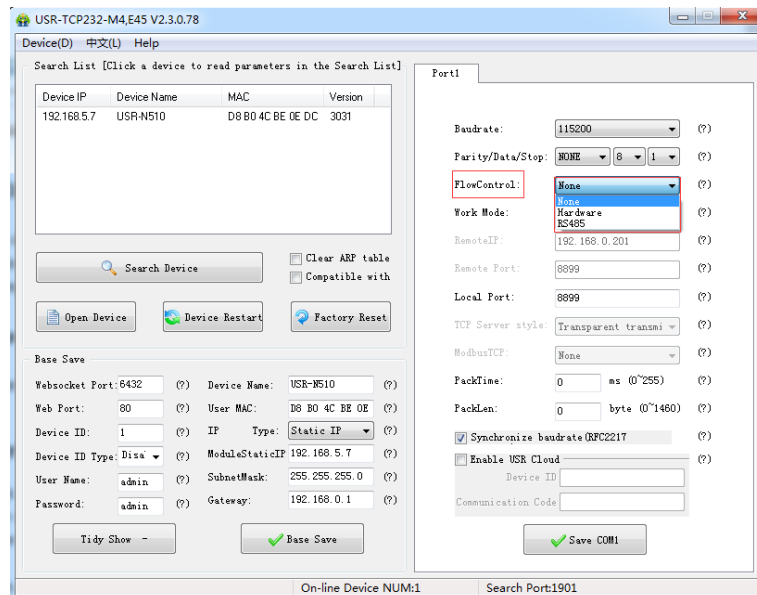 USR-TCP232-M4,E45 V2.3.0.78
Device(D) 中文(L) Help
Search List [Click a device to read parameters in the Search List]
Device IP Device Name MAC Version
192.168.5.7 USR-N510 D8 B0 4C BE 0E DC 3031
Search Device
Clear ARP table
Compatible with
Open Device
Device Restart
Factory Reset
Base Save
Websocket Port: 6432 (?) Device Name: USR-N510 (?)
Web Port: 80 (?) User MAC: D8 B0 4C BE 0E (?)
Device ID: 1 (?) IP Type: Static IP (?)
Device ID Type: Disa (?) ModuleStaticIP 192.168.5.7 (?)
User Name: admin (?) SubnetMask: 255.255.255.0 (?)
Password: admin (?) Gateway: 192.168.0.1 (?)
Tidy Show -
Base Save
Port1
Baudrate: 115200 (?)
Parity/Data/Stop: NONE 8 1 (?)
FlowControl: None (?)
None
Hardware
RS485
Work Mode: (?)
RemoteIP: 192.168.0.201 (?)
Remote Port: 8899 (?)
Local Port: 8899 (?)
TCP Server style: Transparent transmi (?)
ModbusTCP: None (?)
PackTime: 0 ms (0~255) (?)
PackLen: 0 byte (0~1460) (?)
Synchronize baudrate(RFC2217 (?)
Enable USR Cloud (?)
Device ID
Communication Code
Save COM1
On-line Device NUM:1 Search Port:1901